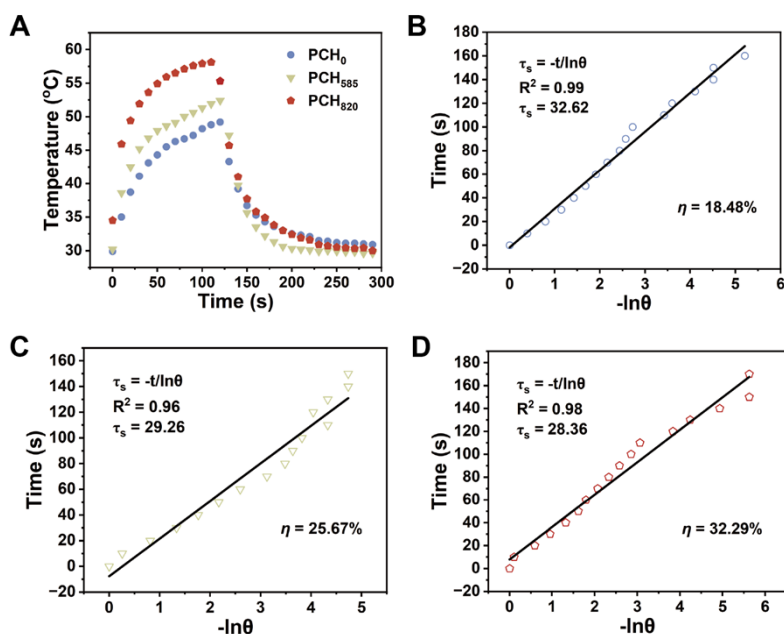 A
Temperature (°C)
60
55
50
45
40
35
30
0 50 100 150 200 250 300
Time (s)
PCH₀
PCH₅₈₅
PCH₈₂₀
B
Time (s)
180
160
140
120
100
80
60
40
20
0
−20
0 1 2 3 4 5 6
-lnθ
τₛ = -t/lnθ
R² = 0.99
τₛ = 32.62
η = 18.48%
C
Time (s)
160
140
120
100
80
60
40
20
0
−20
0 1 2 3 4 5
-lnθ
τₛ = -t/lnθ
R² = 0.96
τₛ = 29.26
η = 25.67%
D
Time (s)
200
180
160
140
120
100
80
60
40
20
0
−20
0 1 2 3 4 5 6
-lnθ
τₛ = -t/lnθ
R² = 0.98
τₛ = 28.36
η = 32.29%